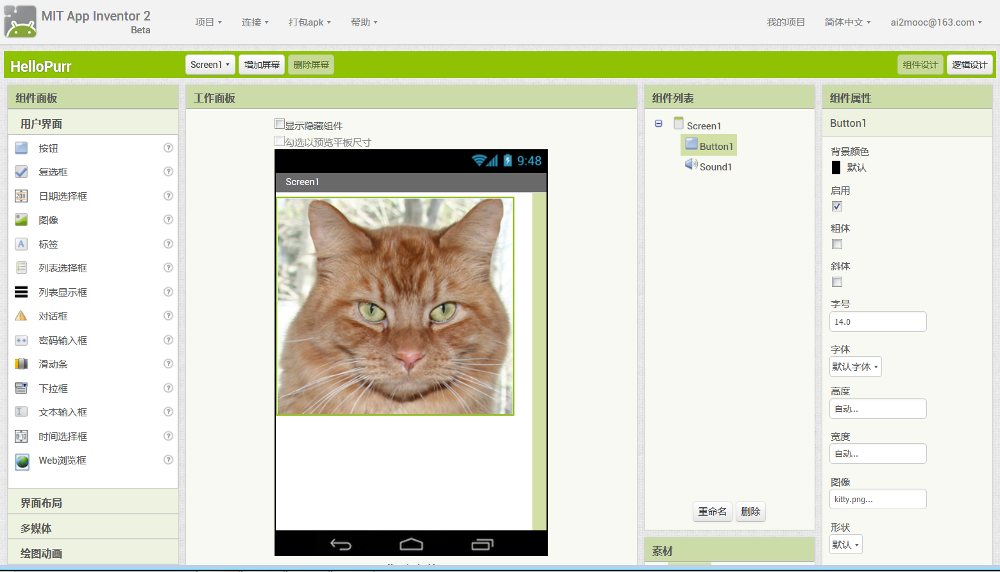 MIT App Inventor 2
Beta
项目 连接 打包apk 帮助 我的项目 简体中文 ai2mooc@163.com
HelloPurr Screen1 增加屏幕 删除屏幕 组件设计 逻辑设计
组件面板
用户界面
按钮
复选框
日期选择框
图像
标签
列表选择框
列表显示框
对话框
密码输入框
滑动条
下拉框
文本输入框
时间选择框
Web浏览框
界面布局
多媒体
绘图动画
工作面板
显示隐藏组件
勾选以预览平板尺寸
9:48
Screen1
组件列表
Screen1
Button1
Sound1
重命名 删除
素材
组件属性
Button1
背景颜色
默认
启用
粗体
斜体
字号
14.0
字体
默认字体
高度
自动...
宽度
自动...
图像
kitty.png...
形状
默认